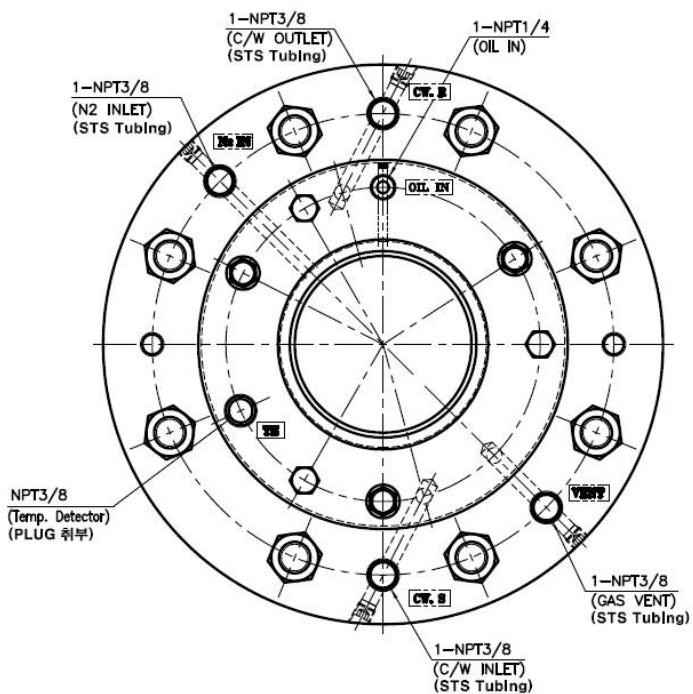 1-NPT3/8
(C/W OUTLET)
(STS Tubing)
1-NPT1/4
(OIL IN)
1-NPT3/8
(N2 INLET)
(STS Tubing)
CW. R
N2 IN
OIL IN
TE
NPT3/8
(Temp. Detector)
(PLUG 취부)
VENT
CW. S
1-NPT3/8
(GAS VENT)
(STS Tubing)
1-NPT3/8
(C/W INLET)
(STS Tubing)